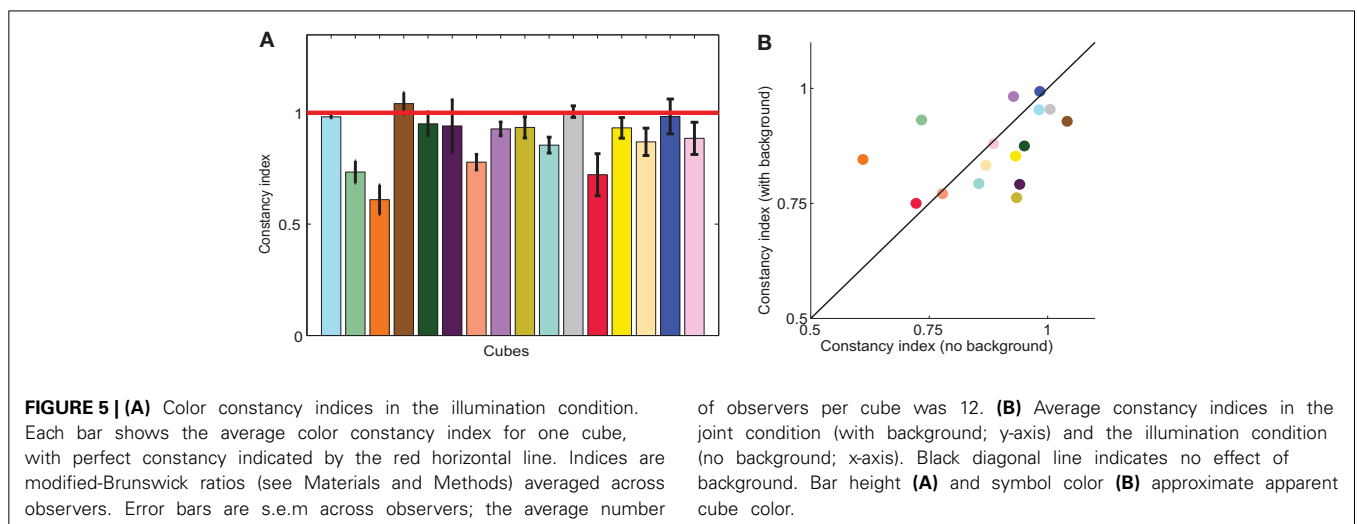 A
Constancy index
1
0.5
0
Cubes
B
Constancy index (with background)
1
0.75
0.5
0.5 0.75 1
Constancy index (no background)
FIGURE 5 | (A) Color constancy indices in the illumination condition.
Each bar shows the average color constancy index for one cube,
with perfect constancy indicated by the red horizontal line. Indices are
modified-Brunswick ratios (see Materials and Methods) averaged across
observers. Error bars are s.e.m across observers; the average number
of observers per cube was 12. (B) Average constancy indices in the
joint condition (with background; y-axis) and the illumination condition
(no background; x-axis). Black diagonal line indicates no effect of
background. Bar height (A) and symbol color (B) approximate apparent
cube color.